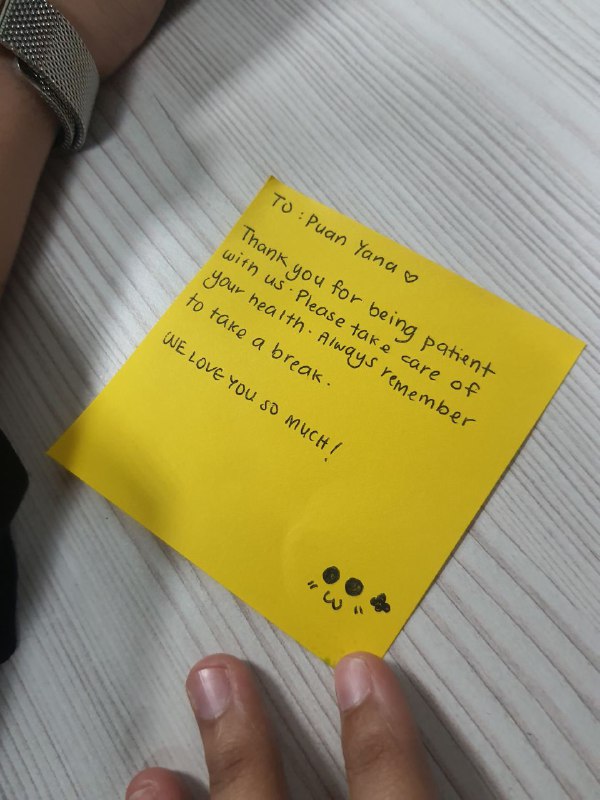 TO : Puan Yana ♡
Thank you for being patient
with us. Please take care of
your health. Always remember
to take a break.
WE LOVE YOU SO MUCH!